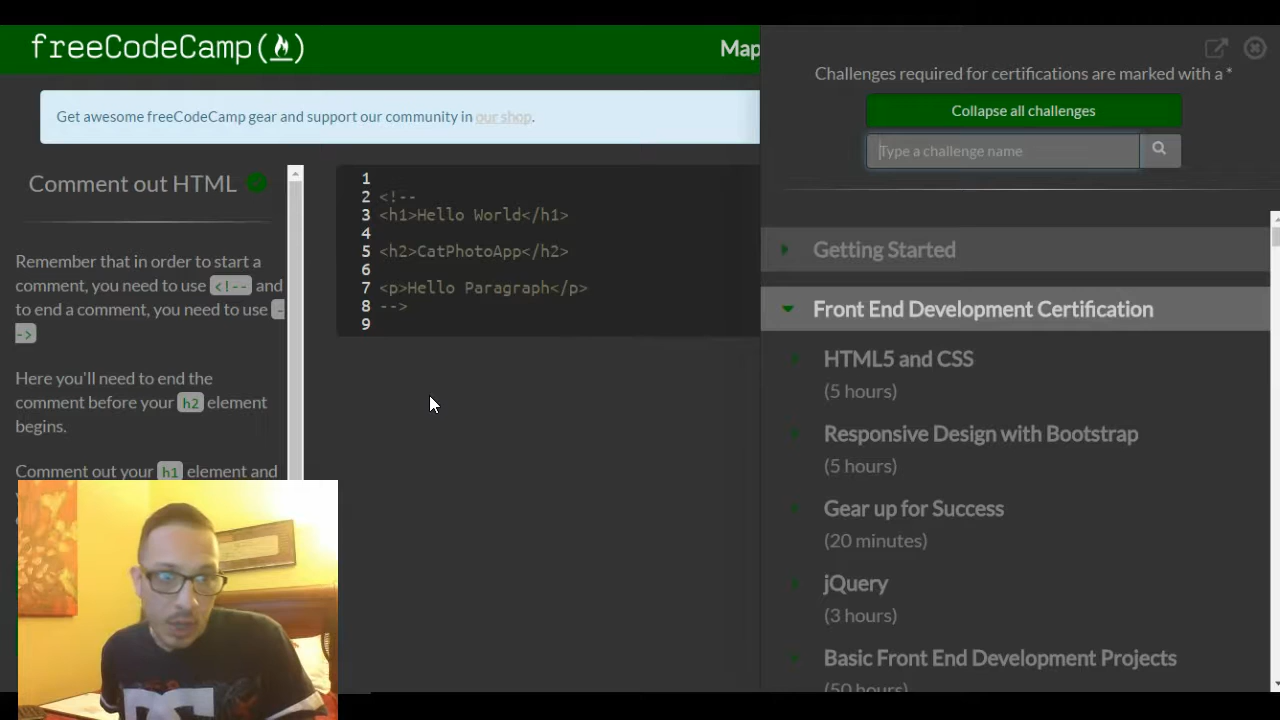 freeCodeCamp
Map
Get awesome freeCodeCamp gear and support our community in our shop.
Comment out HTML
Remember that in order to start a
comment, you need to use <!-- and
to end a comment, you need to use -
->
Here you'll need to end the
comment before your h2 element
begins.
Comment out your h1 element and
1
2 <!--
3 <h1>Hello World</h1>
4
5 <h2>CatPhotoApp</h2>
6
7 <p>Hello Paragraph</p>
8 -->
9
Challenges required for certifications are marked with a *
Collapse all challenges
Type a challenge name
Getting Started
Front End Development Certification
HTML5 and CSS
(5 hours)
Responsive Design with Bootstrap
(5 hours)
Gear up for Success
(20 minutes)
jQuery
(3 hours)
Basic Front End Development Projects
(50 hours)